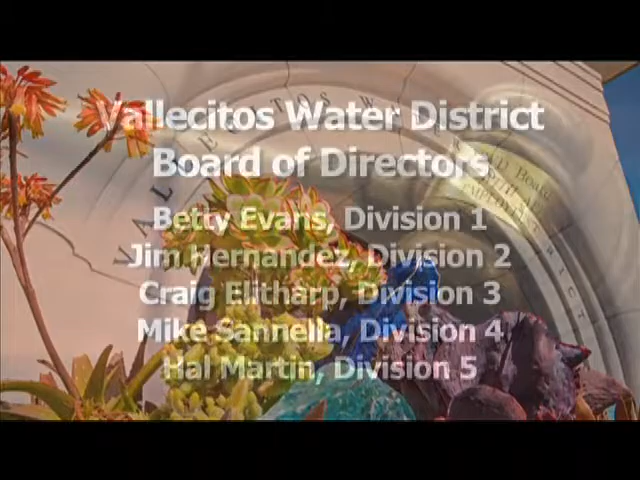 Vallecitos Water District
Board of Directors
Betty Evans, Division 1
Jim Hernandez, Division 2
Craig Elitharp, Division 3
Mike Sannella, Division 4
Hal Martin, Division 5